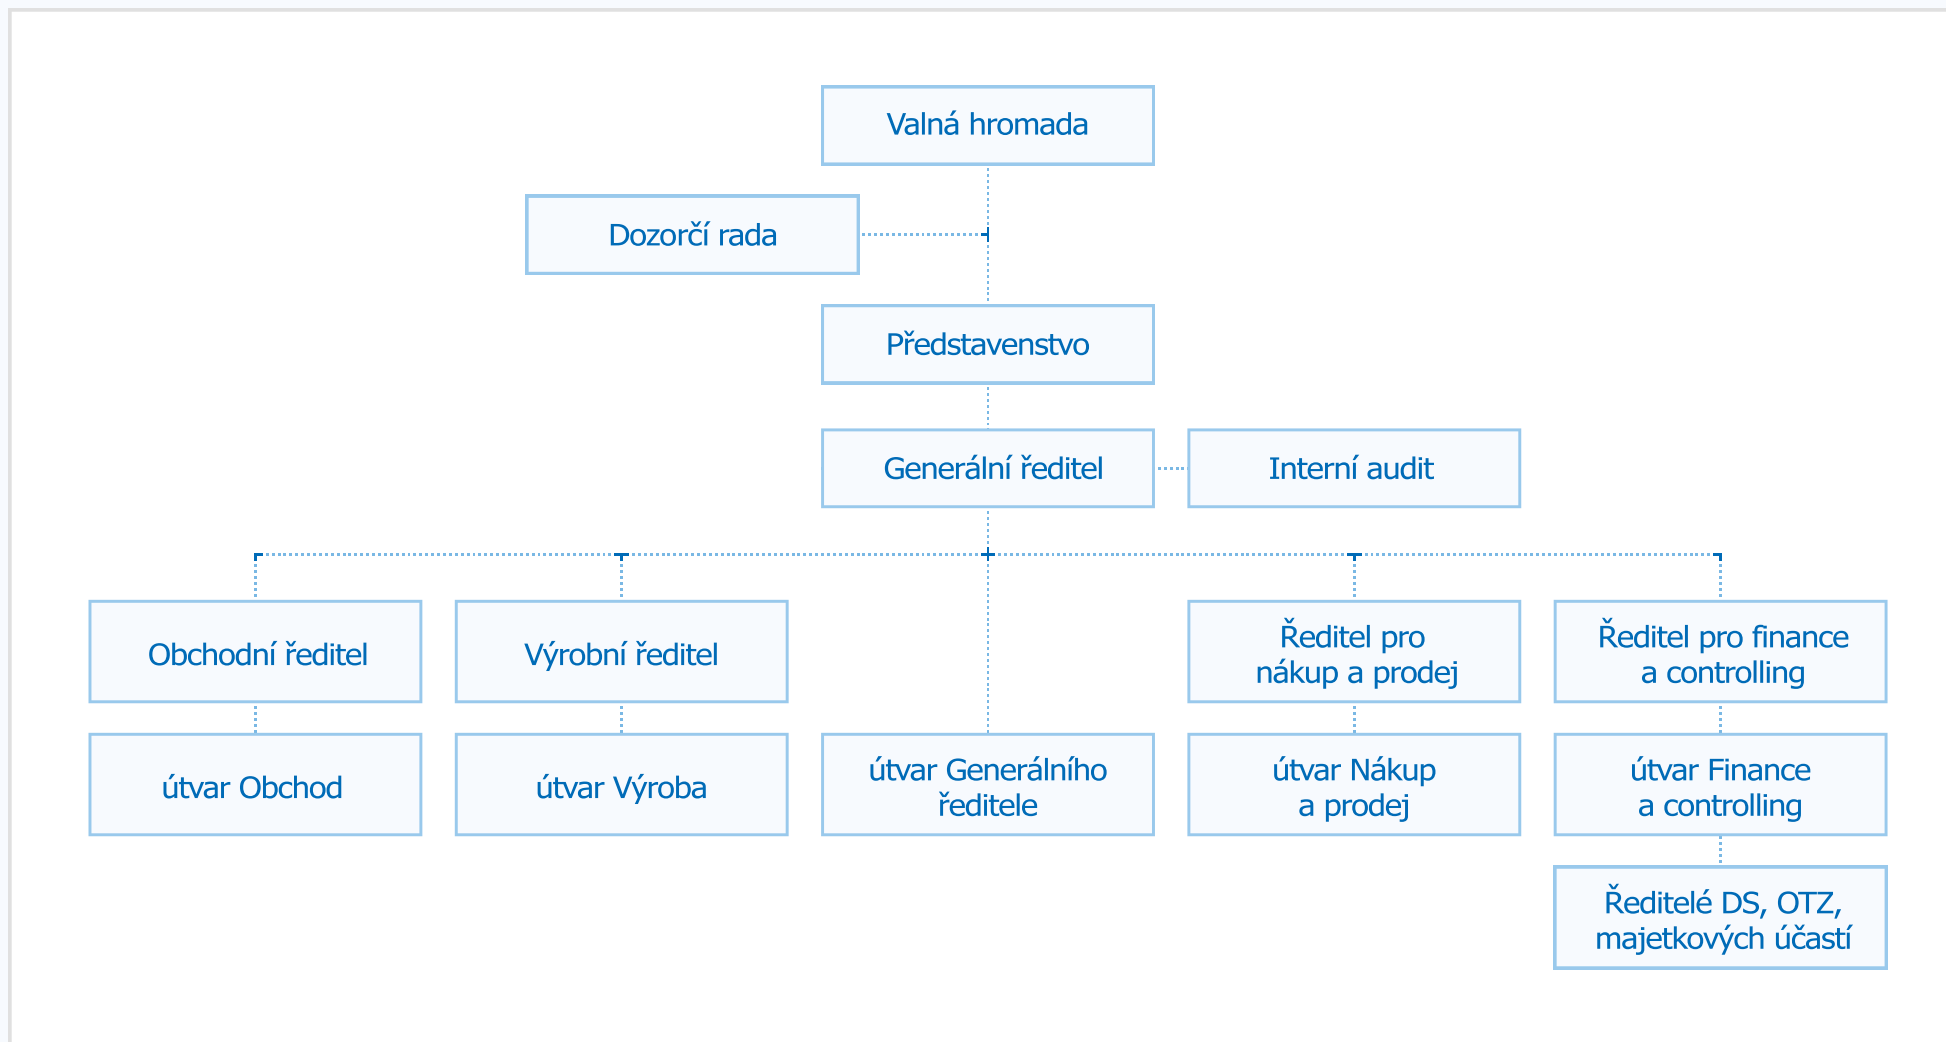 Valná hromada
Dozorčí rada
Představenstvo
Generální ředitel
Interní audit
Obchodní ředitel
Výrobní ředitel
Ředitel pro
nákup a prodej
Ředitel pro finance
a controlling
útvar Obchod
útvar Výroba
útvar Generálního
ředitele
útvar Nákup
a prodej
útvar Finance
a controlling
Ředitelé DS, OTZ,
majetkových účastí